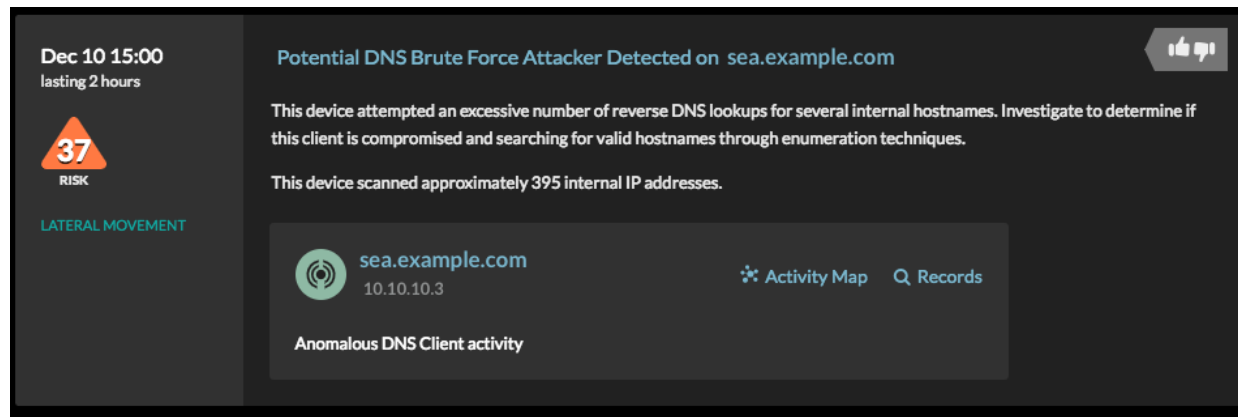 Dec 10 15:00
lasting 2 hours
37
RISK
LATERAL MOVEMENT
Potential DNS Brute Force Attacker Detected on sea.example.com
This device attempted an excessive number of reverse DNS lookups for several internal hostnames. Investigate to determine if
this client is compromised and searching for valid hostnames through enumeration techniques.
This device scanned approximately 395 internal IP addresses.
sea.example.com
10.10.10.3
Activity Map
Records
Anomalous DNS Client activity